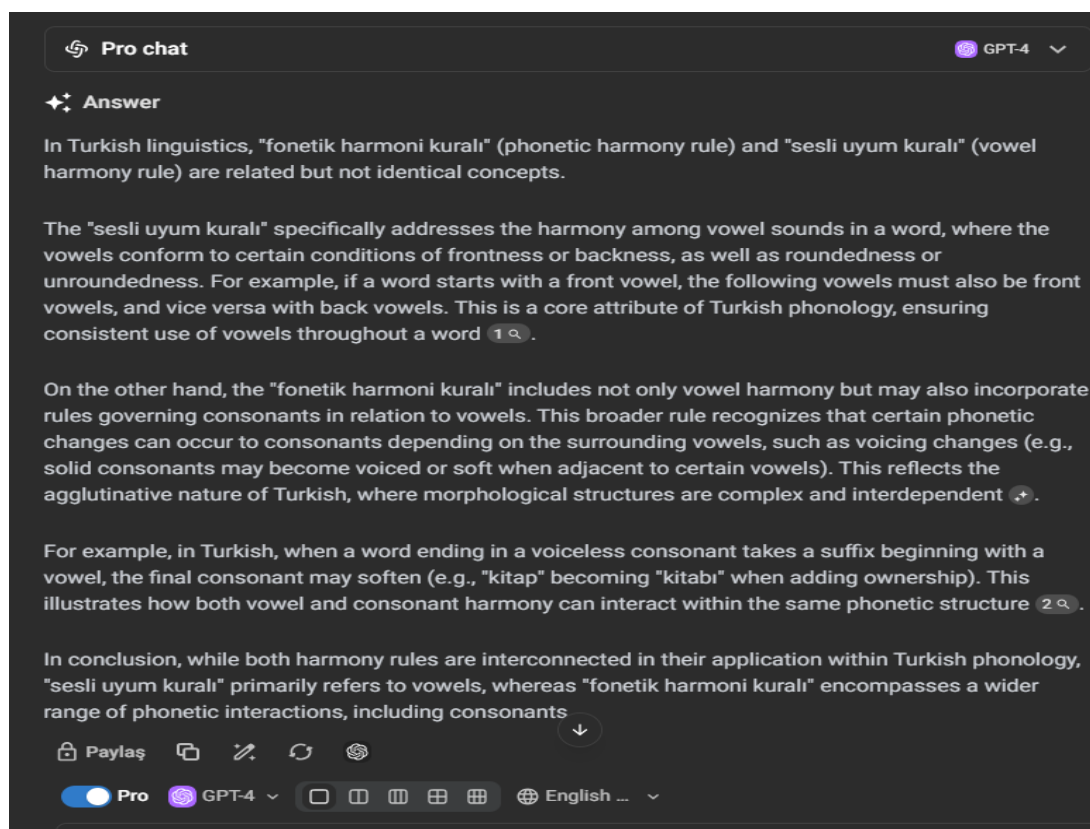 Pro chat
GPT-4
Answer
In Turkish linguistics, "fonetik harmoni kuralı" (phonetic harmony rule) and "sesli uyum kuralı" (vowel
harmony rule) are related but not identical concepts.
The "sesli uyum kuralı" specifically addresses the harmony among vowel sounds in a word, where the
vowels conform to certain conditions of frontness or backness, as well as roundedness or
unroundedness. For example, if a word starts with a front vowel, the following vowels must also be front
vowels, and vice versa with back vowels. This is a core attribute of Turkish phonology, ensuring
consistent use of vowels throughout a word 1.
On the other hand, the "fonetik harmoni kuralı" includes not only vowel harmony but may also incorporate
rules governing consonants in relation to vowels. This broader rule recognizes that certain phonetic
changes can occur to consonants depending on the surrounding vowels, such as voicing changes (e.g.,
solid consonants may become voiced or soft when adjacent to certain vowels). This reflects the
agglutinative nature of Turkish, where morphological structures are complex and interdependent .
For example, in Turkish, when a word ending in a voiceless consonant takes a suffix beginning with a
vowel, the final consonant may soften (e.g., "kitap" becoming "kitabı" when adding ownership). This
illustrates how both vowel and consonant harmony can interact within the same phonetic structure 2.
In conclusion, while both harmony rules are interconnected in their application within Turkish phonology,
"sesli uyum kuralı" primarily refers to vowels, whereas "fonetik harmoni kuralı" encompasses a wider
range of phonetic interactions, including consonants
Paylaş
Pro GPT-4 English ...